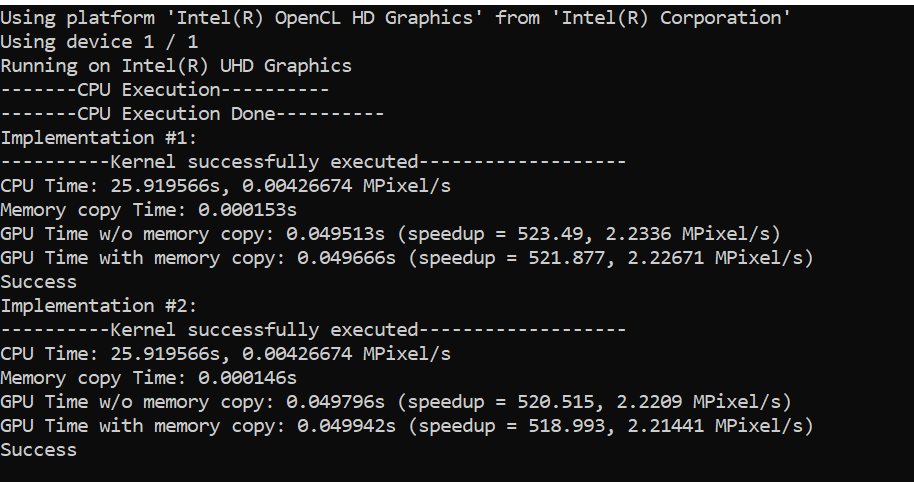 Using platform 'Intel(R) OpenCL HD Graphics' from 'Intel(R) Corporation'
Using device 1 / 1
Running on Intel(R) UHD Graphics
-------CPU Execution----------
-------CPU Execution Done----------
Implementation #1:
----------Kernel successfully executed-------------------
CPU Time: 25.919566s, 0.00426674 MPixel/s
Memory copy Time: 0.000153s
GPU Time w/o memory copy: 0.049513s (speedup = 523.49, 2.2336 MPixel/s)
GPU Time with memory copy: 0.049666s (speedup = 521.877, 2.22671 MPixel/s)
Success
Implementation #2:
----------Kernel successfully executed-------------------
CPU Time: 25.919566s, 0.00426674 MPixel/s
Memory copy Time: 0.000146s
GPU Time w/o memory copy: 0.049796s (speedup = 520.515, 2.2209 MPixel/s)
GPU Time with memory copy: 0.049942s (speedup = 518.993, 2.21441 MPixel/s)
Success